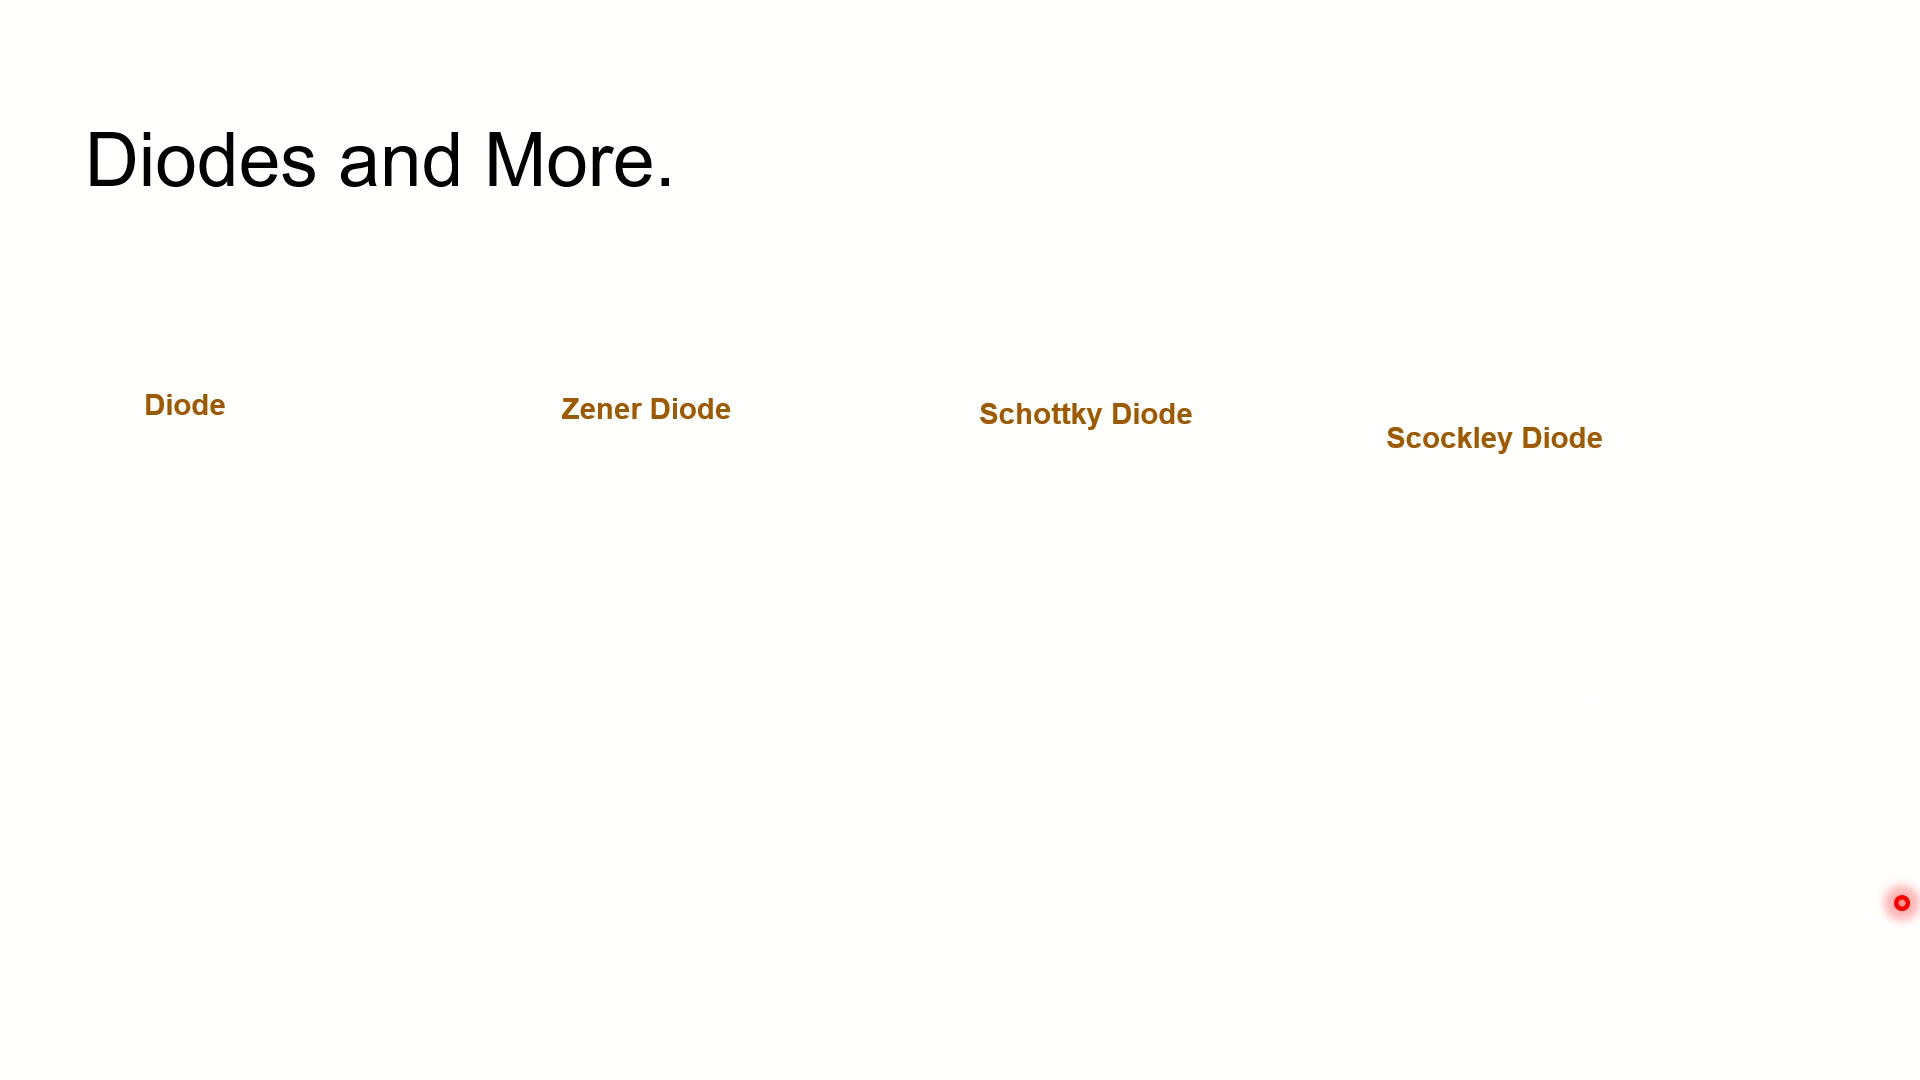 Diodes and More.
Diode
Zener Diode
Schottky Diode
Scockley Diode